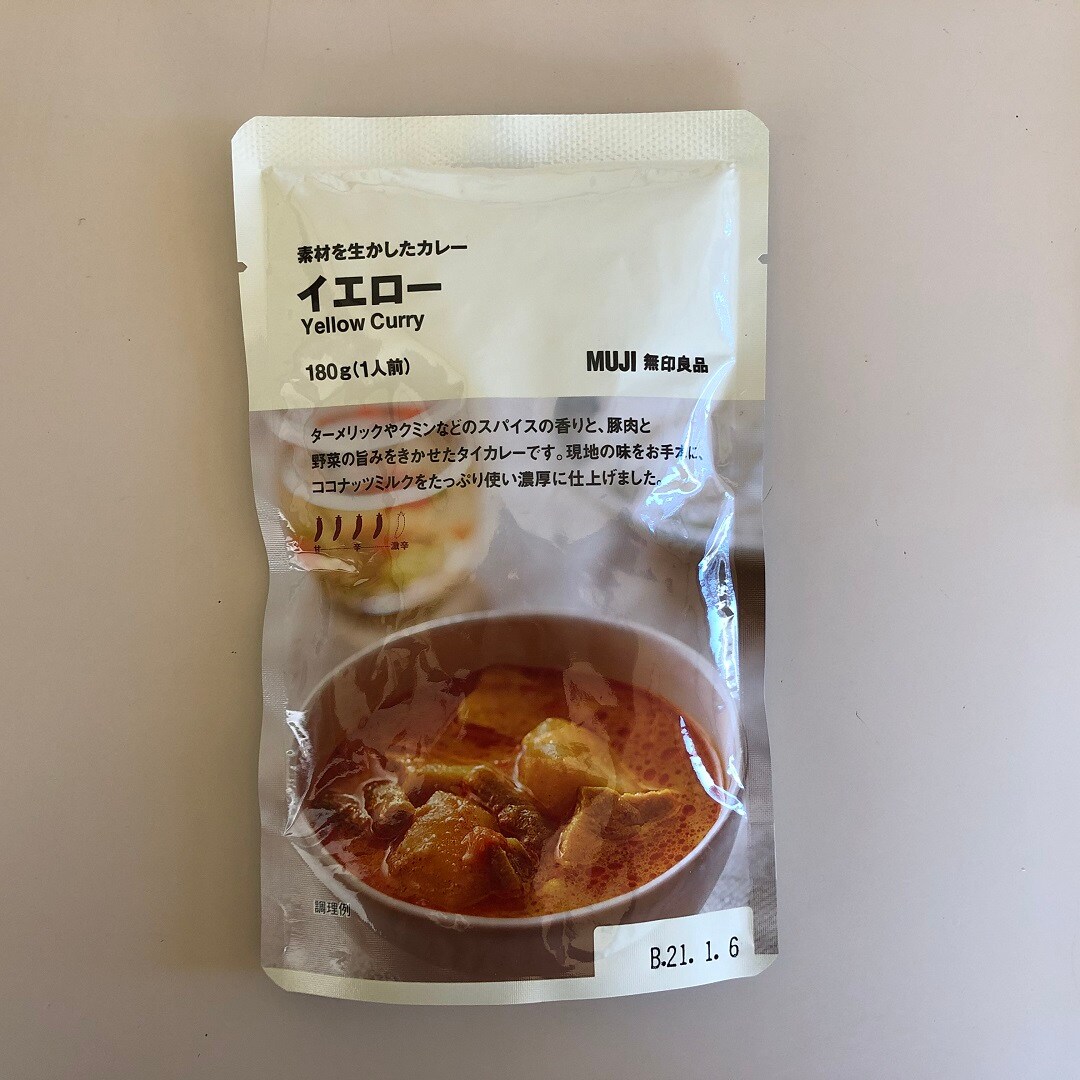 素材を生かしたカレー
イエロー
Yellow Curry
180g(1人前)
MUJI 無印良品
ターメリックやクミンなどのスパイスの香りと、豚肉と
野菜の旨みをきかせたタイカレーです。現地の味をお手本に、
ココナッツミルクをたっぷり使い濃厚に仕上げました。
甘 辛 激辛
調理例
B.21. 1. 6